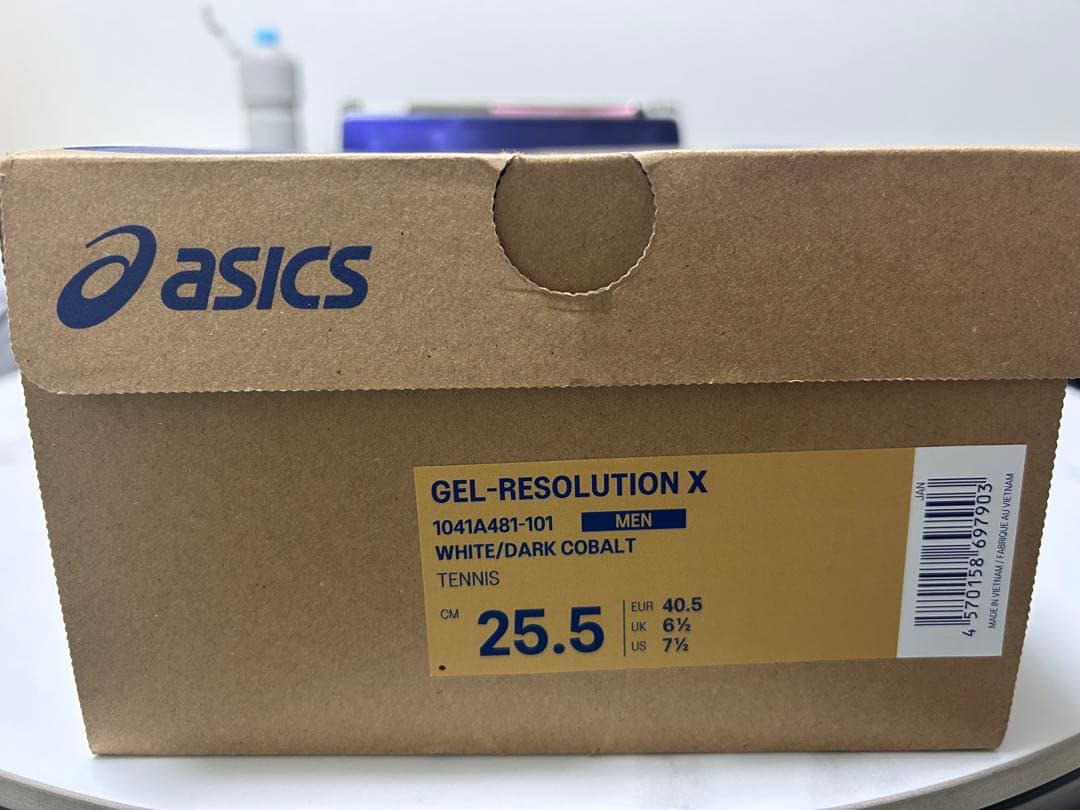 asics
GEL-RESOLUTION X
1041A481-101 MEN
WHITE/DARK COBALT
TENNIS
CM 25.5
EUR 40.5
UK 6½
US 7½
JAN
4 570158 697903
MADE IN VIETNAM / FABRIQUE AU VIETNAM